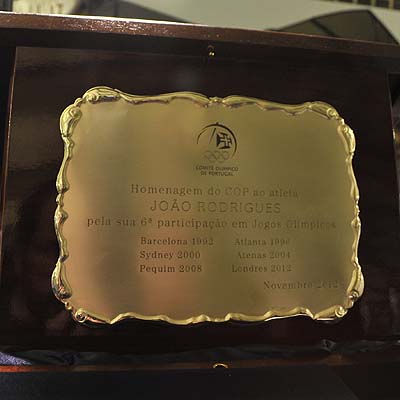 COMITÉ OLÍMPICO
DE PORTUGAL
Homenagem do COP ao atleta
JOÃO RODRIGUES
pela sua 6ª participação em Jogos Olímpicos
Barcelona 1992 Atlanta 1996
Sydney 2000 Atenas 2004
Pequim 2008 Londres 2012
Novembro 2012